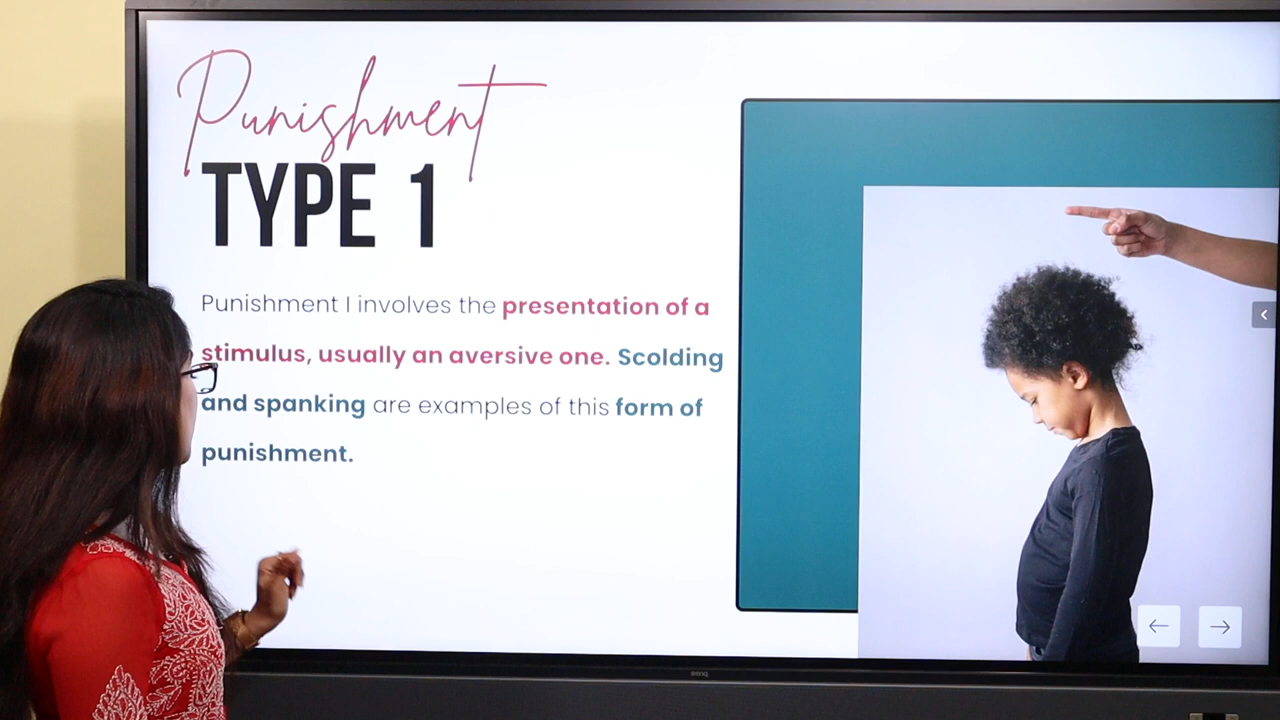 Punishment
TYPE 1
Punishment I involves the presentation of a
stimulus, usually an aversive one. Scolding
and spanking are examples of this form of
punishment.
BenQ